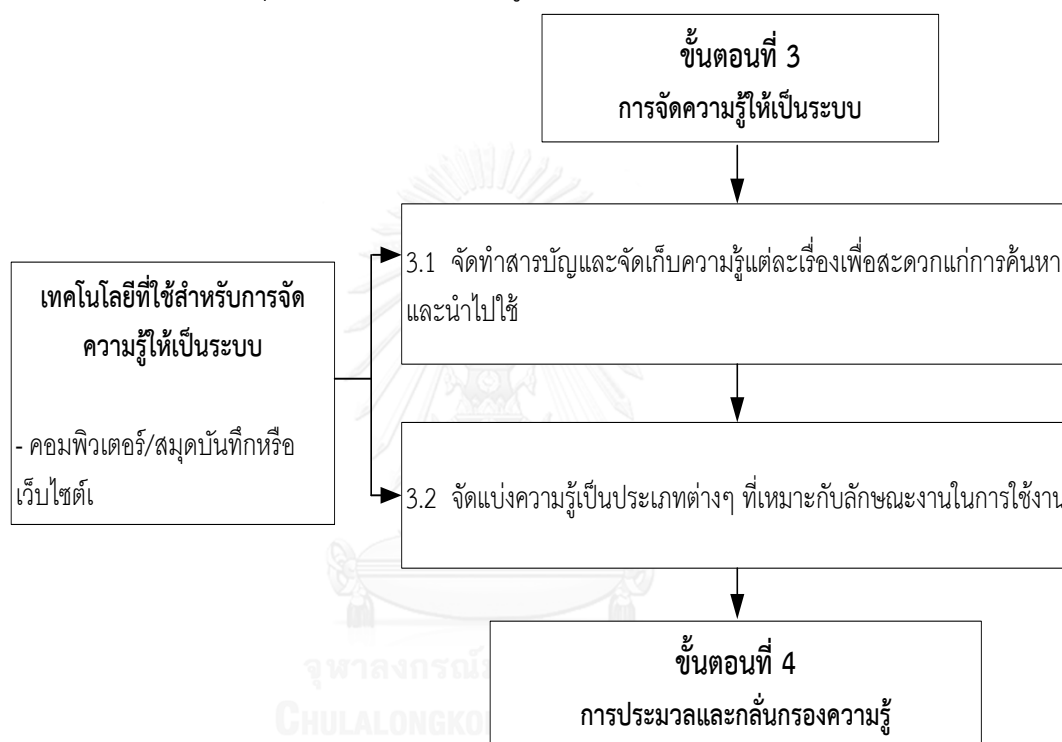 ขั้นตอนที่ 3
การจัดความรู้ให้เป็นระบบ
3.1 จัดทำสารบัญและจัดเก็บความรู้แต่ละเรื่องเพื่อสะดวกแก่การค้นหา
และนำไปใช้
เทคโนโลยีที่ใช้สำหรับการจัด
ความรู้ให้เป็นระบบ
- คอมพิวเตอร์/สมุดบันทึกหรือ
เว็บไซต์เ
3.2 จัดแบ่งความรู้เป็นประเภทต่างๆ ที่เหมาะกับลักษณะงานในการใช้งาน
ขั้นตอนที่ 4
การประมวลและกลั่นกรองความรู้
จุฬาลงกรณ์
CHULALONGKO